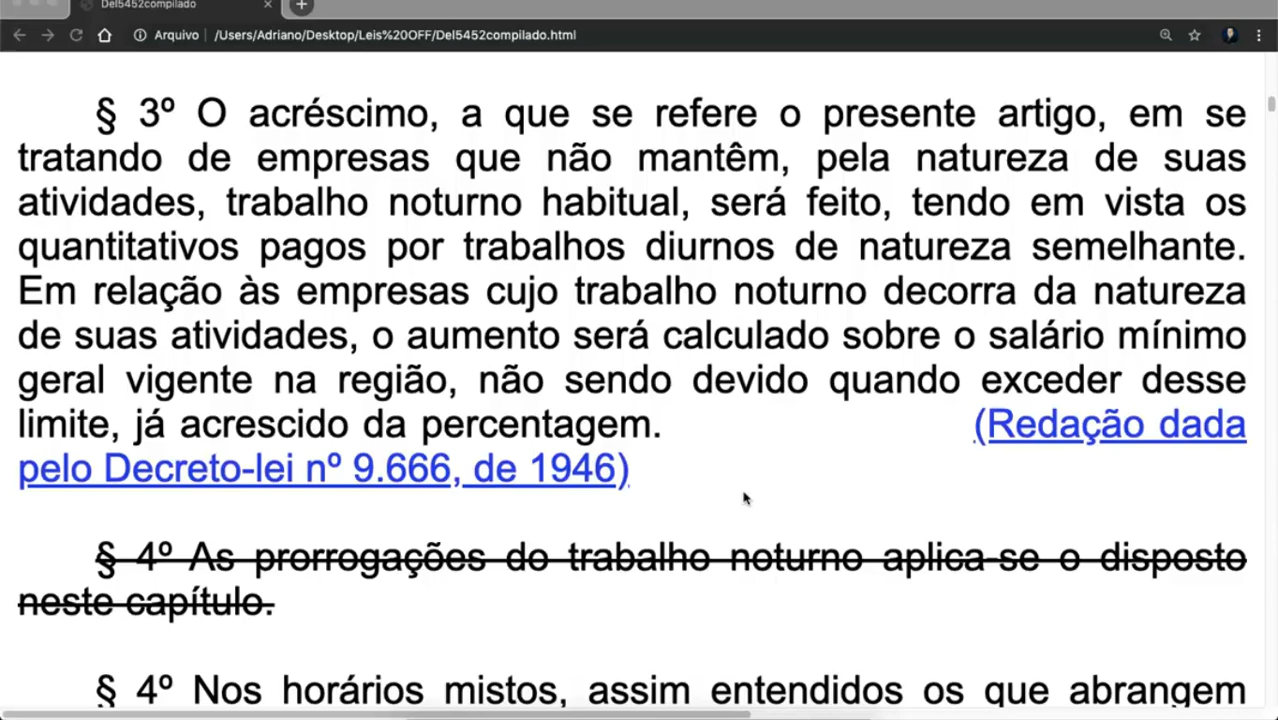 Del5452compilado
Arquivo | /Users/Adriano/Desktop/Leis%20OFF/Del5452compilado.html
§ 3º O acréscimo, a que se refere o presente artigo, em se
tratando de empresas que não mantêm, pela natureza de suas
atividades, trabalho noturno habitual, será feito, tendo em vista os
quantitativos pagos por trabalhos diurnos de natureza semelhante.
Em relação às empresas cujo trabalho noturno decorra da natureza
de suas atividades, o aumento será calculado sobre o salário mínimo
geral vigente na região, não sendo devido quando exceder desse
limite, já acrescido da percentagem. (Redação dada
pelo Decreto-lei nº 9.666, de 1946)
§ 4º As prorrogações do trabalho noturno aplica-se o disposto
neste capítulo.
§ 4º Nos horários mistos, assim entendidos os que abrangem